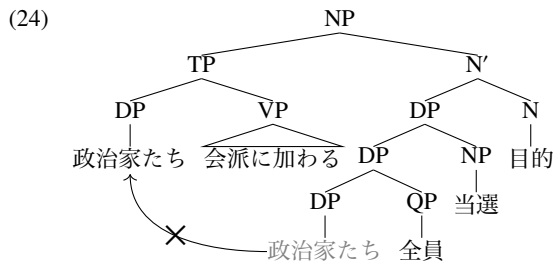 (24)
NP
TP N′
DP VP DP N
政治家たち 会派に加わる DP NP 目的
DP QP 当選
政治家たち 全員